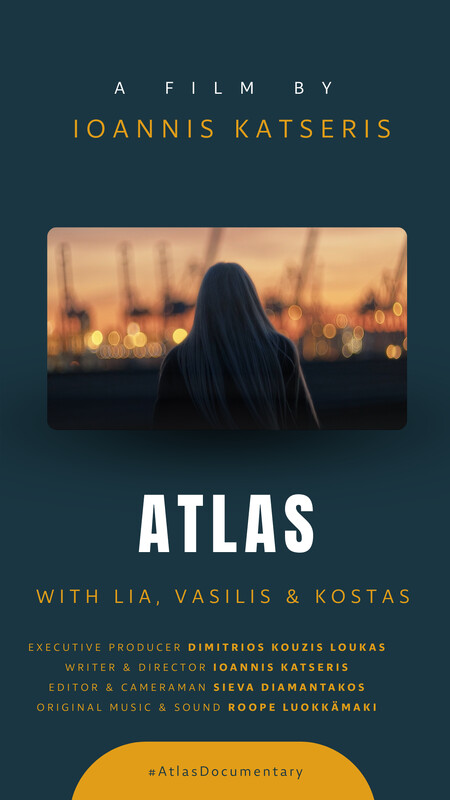 A FILM BY
IOANNIS KATSERIS
ATLAS
WITH LIA, VASILIS & KOSTAS
EXECUTIVE PRODUCER DIMITRIOS KOUZIS LOUKAS
WRITER & DIRECTOR IOANNIS KATSERIS
EDITOR & CAMERAMAN SIEVA DIAMANTAKOS
ORIGINAL MUSIC & SOUND ROOPE LUOKKÄMAKI
#AtlasDocumentary